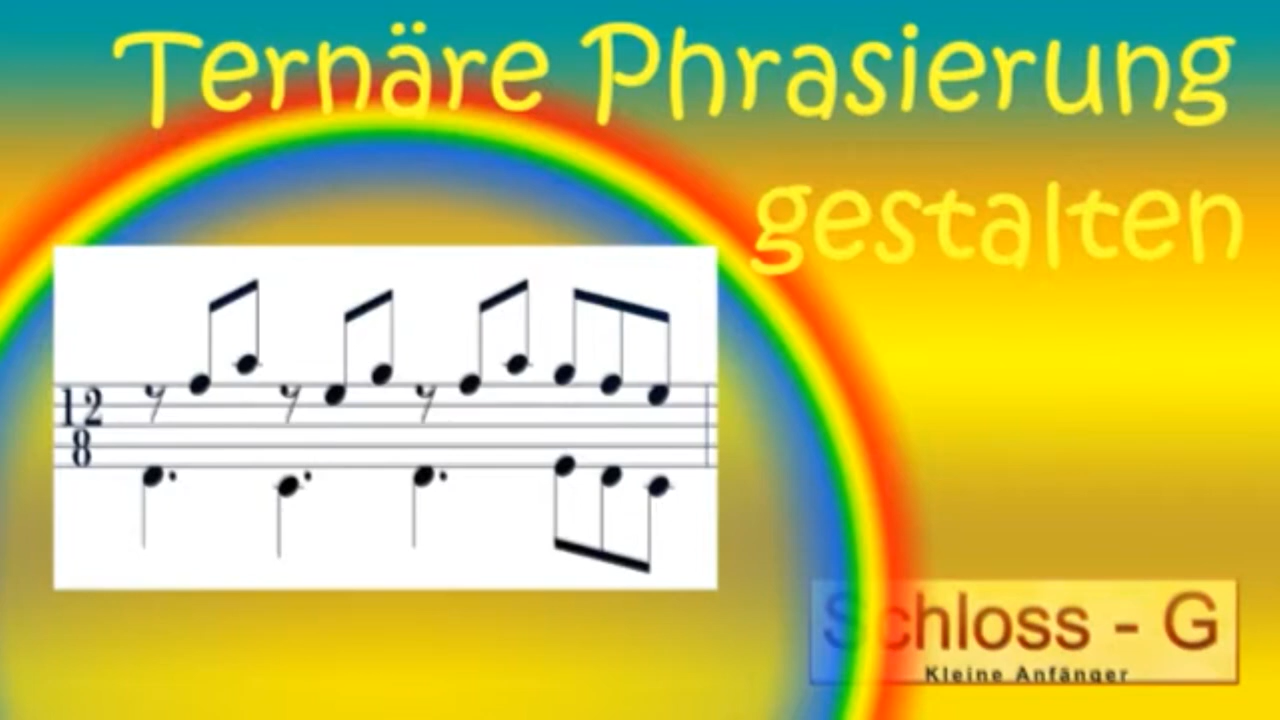 Ternäre Phrasierung
gestalten
12
8
Schloss - G
Kleine Anfänger